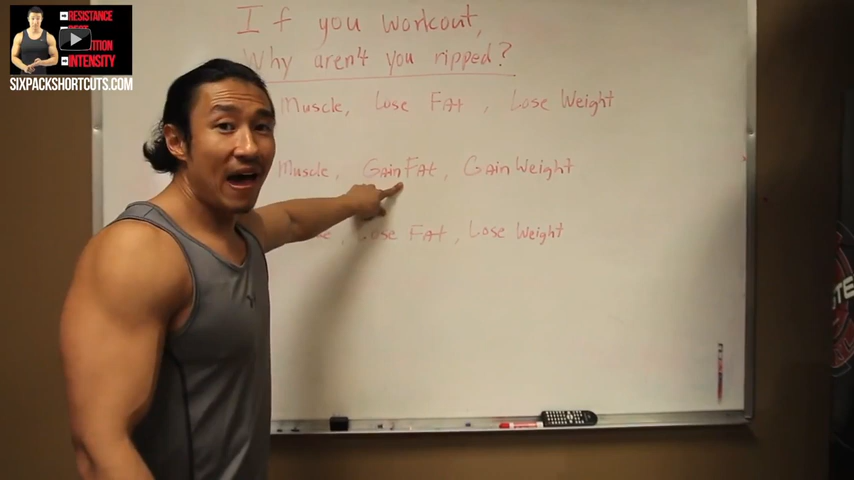 RESISTANCE
INTENSITY
SIXPACKSHORTCUTS.COM
If you workout,
Why aren't you ripped?
Muscle, Lose Fat, Lose Weight
Muscle, Gain Fat, Gain Weight
Lose Fat, Lose Weight